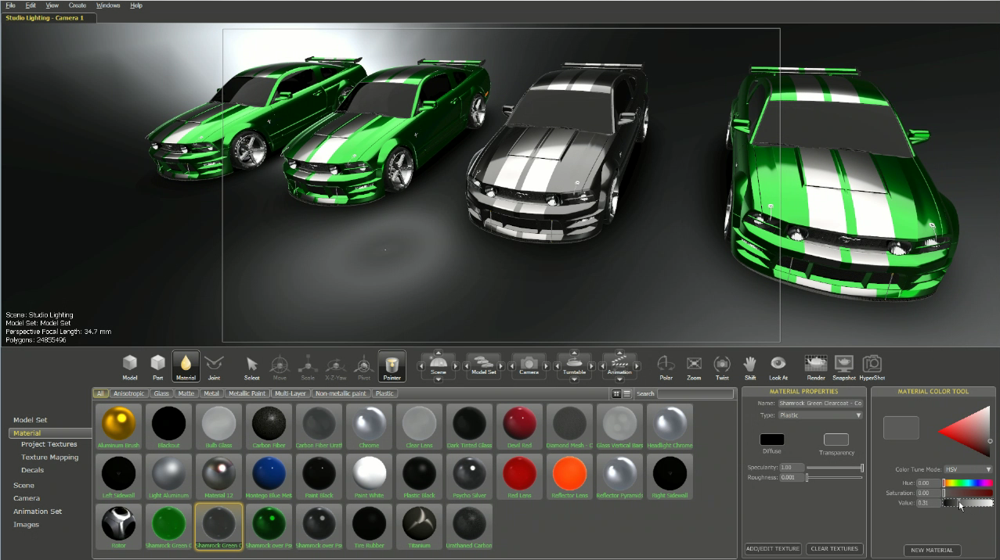 File Edit View Create Windows Help
Studio Lighting - Camera 1
Scene: Studio Lighting
Model Set: Model Set
Perspective Focal Length: 34.7 mm
Polygons: 24855496
Model Part Material Joint Select Move Scale X-Z-Yaw Pivot Pointer Scene Model Set Camera Turntable Animation Polar Zoom Twist Shift Look At Render Snapshot HyperShot
All Anisotropic Glass Matte Metal Metallic Paint Multi-Layer Non-metallic paint Plastic Search
Model Set
Material
Project Textures
Texture Mapping
Decals
Scene
Camera
Animation Set
Images
Aluminum Brush Blackout Bulb Glass Carbon Fiber Carbon Fiber Urath Chrome Clear Lens Dark Tinted Glass Devil Red Diamond Mesh - C Glass Vertical Bars Headlight Chrome
Left Sidewall Light Aluminum Material 12 Montego Blue Met Paint Black Paint White Plastic Black Psycho Silver Red Lens Reflector Lens Reflector Pyramids Right Sidewall
Rotor Shamrock Green C Shamrock Green C Shamrock over Pa Shamrock over Pa Tire Rubber Titanium
MATERIAL PROPERTIES
Name: Shamrock Green Clearcoat - Co
Type: Plastic
Diffuse Transparency
Specularity: 1.00
Roughness: 0.001
ADD/EDIT TEXTURE CLEAR TEXTURES
MATERIAL COLOR TOOL
Color Tune Mode: HSV
Hue: 0.00
Saturation: 0.00
Value: 0.31
NEW MATERIAL